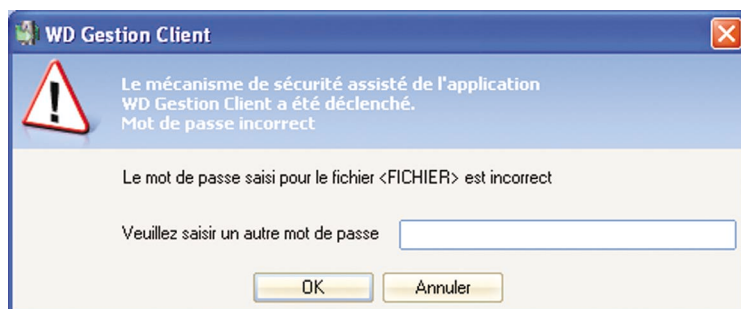 WD Gestion Client
Le mécanisme de sécurité assisté de l'application
WD Gestion Client a été déclenché.
Mot de passe incorrect
Le mot de passe saisi pour le fichier <FICHIER> est incorrect
Veuillez saisir un autre mot de passe
OK Annuler